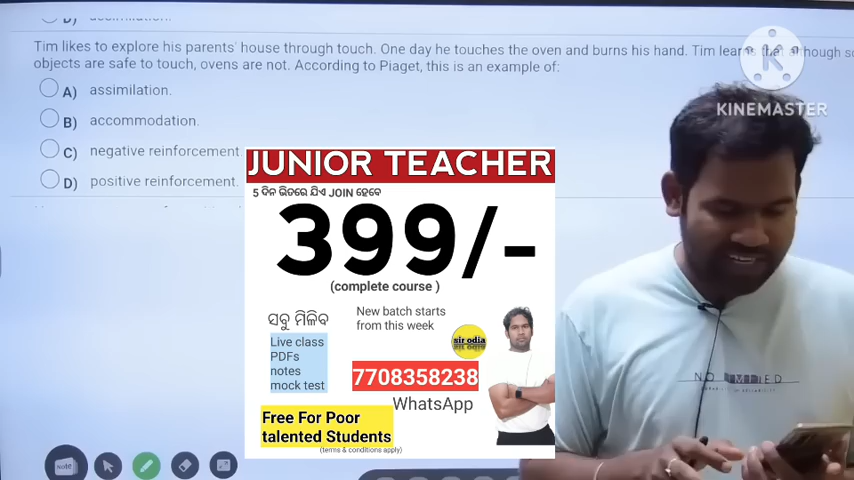 D) assimilation.
Tim likes to explore his parents' house through touch. One day he touches the oven and burns his hand. Tim learns that although so
objects are safe to touch, ovens are not. According to Piaget, this is an example of:
A) assimilation.
B) accommodation.
C) negative reinforcement
D) positive reinforcement.
KINEMASTER
JUNIOR TEACHER
5 ଦିନ ଭିତରେ ଯିଏ JOIN ହେବେ
399/-
(complete course )
ସବୁ ମିଳିବ
Live class
PDFs
notes
mock test
New batch starts
from this week
sir odia
7708358238
WhatsApp
Free For Poor
talented Students
(terms & conditions apply)
Note